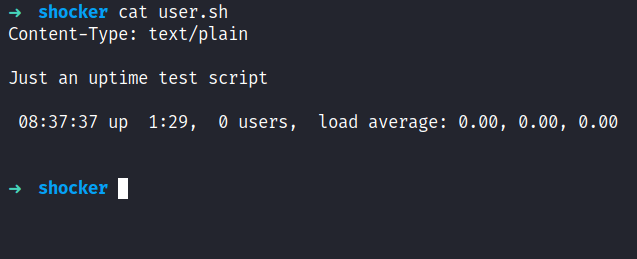 ➜ shocker cat user.sh
Content-Type: text/plain
Just an uptime test script
08:37:37 up 1:29, 0 users, load average: 0.00, 0.00, 0.00
➜ shocker